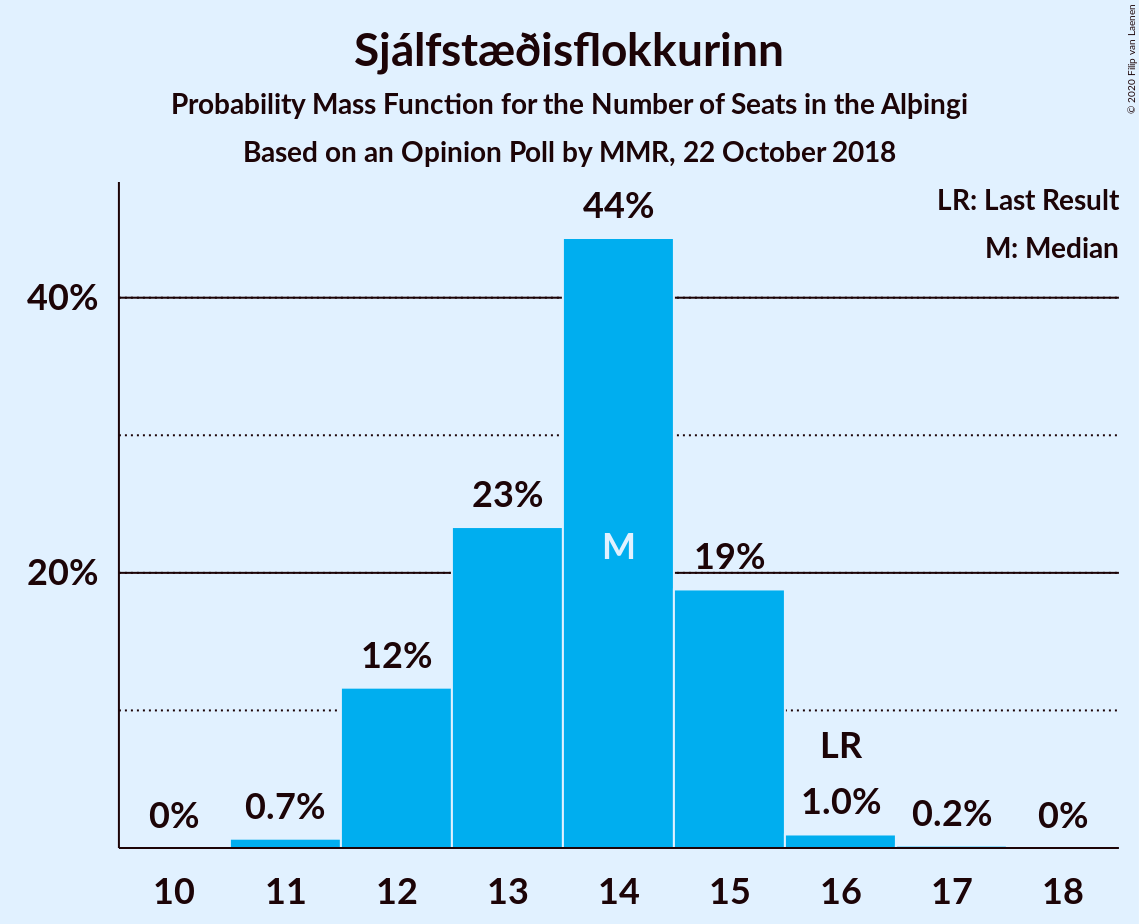 Sjálfstæðisflokkurinn
Probability Mass Function for the Number of Seats in the Alþingi
Based on an Opinion Poll by MMR, 22 October 2018
© 2020 Filip van Laenen
LR: Last Result
M: Median
40%
20%
0%
0.7%
12%
23%
44%
M
19%
LR
1.0%
0.2%
0%
10 11 12 13 14 15 16 17 18